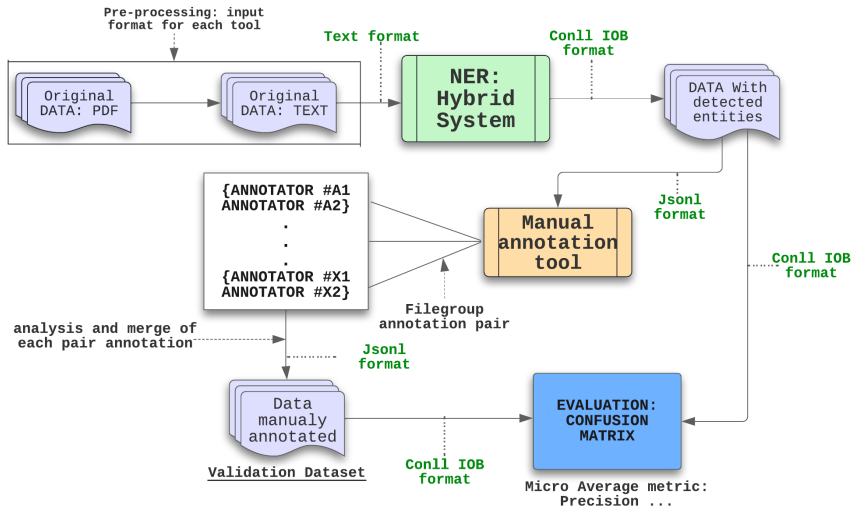 Pre-processing: input
format for each tool
Text format
Conll IOB
format
Original
DATA: PDF
Original
DATA: TEXT
NER:
Hybrid
System
DATA With
detected
entities
{ANNOTATOR #A1
ANNOTATOR #A2}
.
.
.
{ANNOTATOR #X1
ANNOTATOR #X2}
Manual
annotation
tool
Jsonl
format
Conll IOB
format
Filegroup
annotation pair
analysis and merge of
each pair annotation
Jsonl
format
Data
manualy
annotated
Validation Dataset
Conll IOB
format
EVALUATION:
CONFUSION
MATRIX
Micro Average metric:
Precision ...